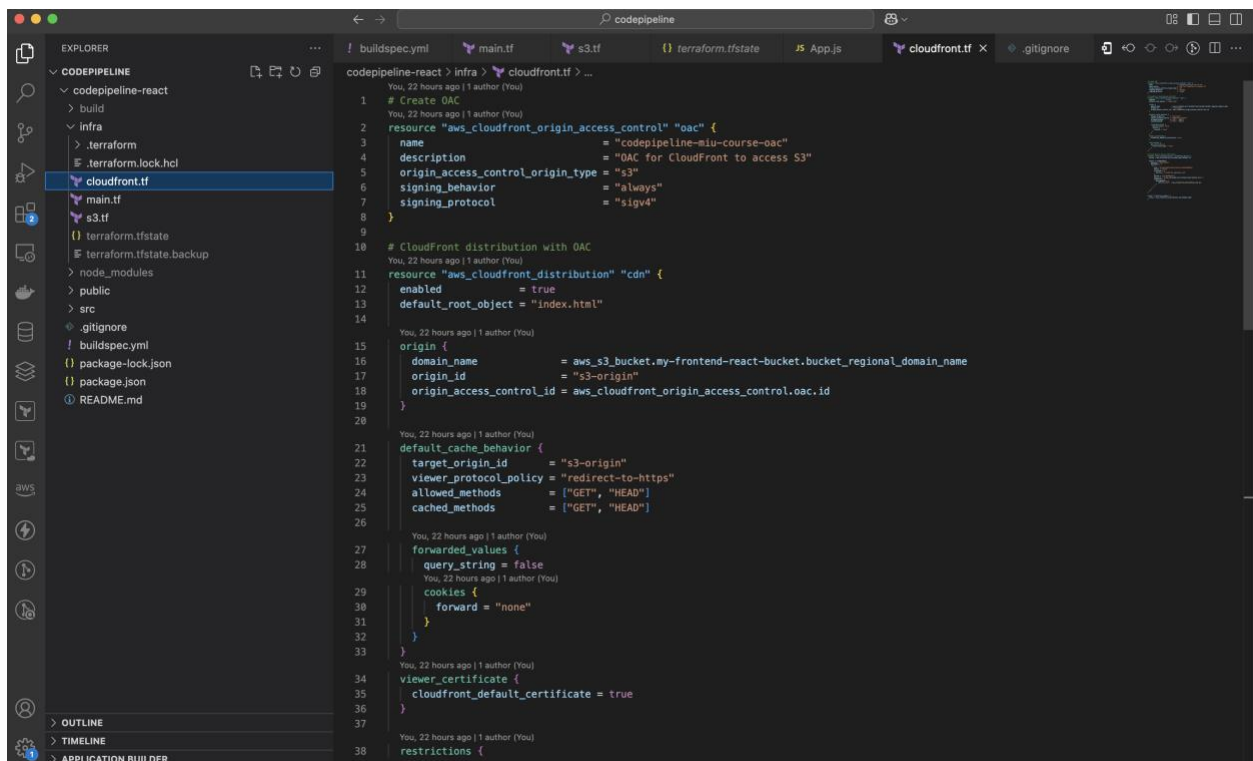 codepipeline
EXPLORER
CODEPIPELINE
codepipeline-react
build
infra
.terraform
.terraform.lock.hcl
cloudfront.tf
main.tf
s3.tf
terraform.tfstate
terraform.tfstate.backup
node_modules
public
src
.gitignore
buildspec.yml
package-lock.json
package.json
README.md
OUTLINE
TIMELINE
APPLICATION BUILDER
2
aws
1
! buildspec.yml main.tf s3.tf {} terraform.tfstate JS App.js cloudfront.tf .gitignore
codepipeline-react > infra > cloudfront.tf > ...
You, 22 hours ago | 1 author (You)
1 # Create OAC
You, 22 hours ago | 1 author (You)
2 resource "aws_cloudfront_origin_access_control" "oac" {
3 name = "codepipeline-miu-course-oac"
4 description = "OAC for CloudFront to access S3"
5 origin_access_control_origin_type = "s3"
6 signing_behavior = "always"
7 signing_protocol = "sigv4"
8 }
9
10 # CloudFront distribution with OAC
You, 22 hours ago | 1 author (You)
11 resource "aws_cloudfront_distribution" "cdn" {
12 enabled = true
13 default_root_object = "index.html"
14
You, 22 hours ago | 1 author (You)
15 origin {
16 domain_name = aws_s3_bucket.my-frontend-react-bucket.bucket_regional_domain_name
17 origin_id = "s3-origin"
18 origin_access_control_id = aws_cloudfront_origin_access_control.oac.id
19 }
20
You, 22 hours ago | 1 author (You)
21 default_cache_behavior {
22 target_origin_id = "s3-origin"
23 viewer_protocol_policy = "redirect-to-https"
24 allowed_methods = ["GET", "HEAD"]
25 cached_methods = ["GET", "HEAD"]
26
You, 22 hours ago | 1 author (You)
27 forwarded_values {
28 query_string = false
You, 22 hours ago | 1 author (You)
29 cookies {
30 forward = "none"
31 }
32 }
33 }
You, 22 hours ago | 1 author (You)
34 viewer_certificate {
35 cloudfront_default_certificate = true
36 }
37
You, 22 hours ago | 1 author (You)
38 restrictions {